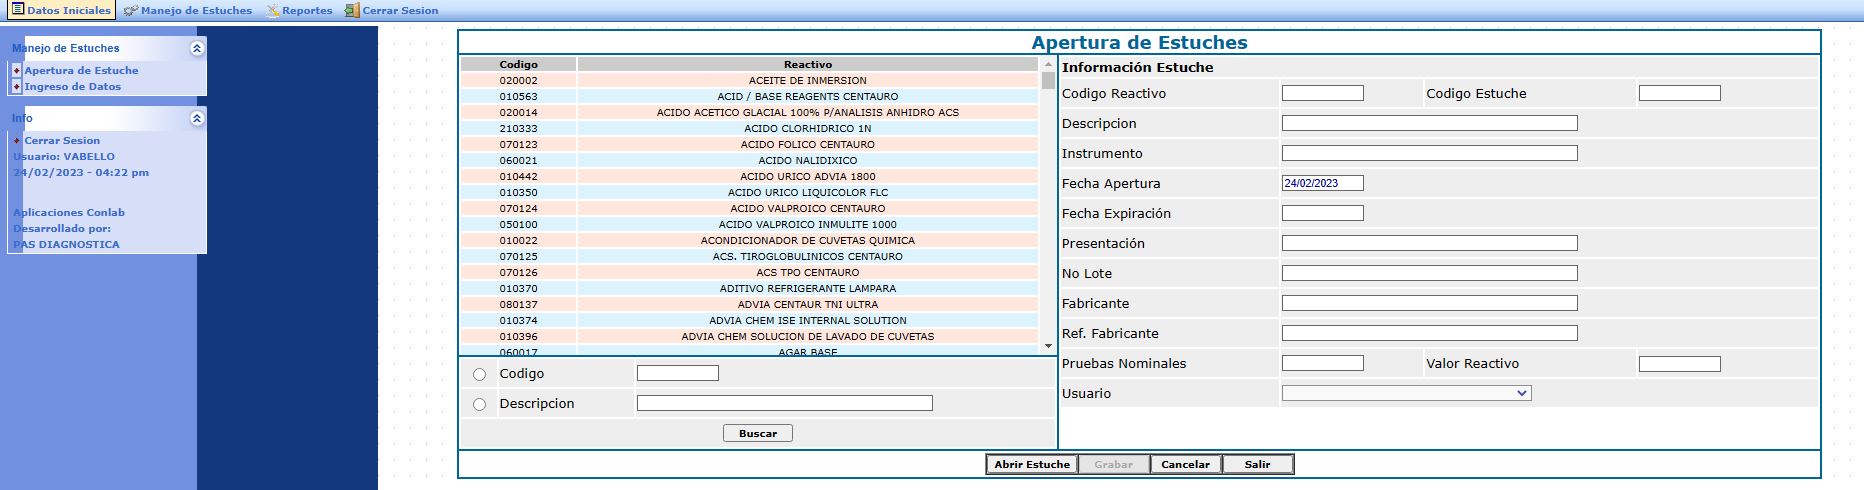 Datos Iniciales Manejo de Estuches Reportes Cerrar Sesion
Manejo de Estuches
Apertura de Estuche
Ingreso de Datos
Info
Cerrar Sesion
Usuario: VABELLO
24/02/2023 - 04:22 pm
Aplicaciones Conlab
Desarrollado por:
PAS DIAGNOSTICA
Apertura de Estuches
Codigo Reactivo
020002 ACEITE DE INMERSION
010563 ACID / BASE REAGENTS CENTAURO
020014 ACIDO ACETICO GLACIAL 100% P/ANALISIS ANHIDRO ACS
210333 ACIDO CLORHIDRICO 1N
070123 ACIDO FOLICO CENTAURO
060021 ACIDO NALIDIXICO
010442 ACIDO URICO ADVIA 1800
010350 ACIDO URICO LIQUICOLOR FLC
070124 ACIDO VALPROICO CENTAURO
050100 ACIDO VALPROICO INMULITE 1000
010022 ACONDICIONADOR DE CUVETAS QUIMICA
070125 ACS. TIROGLOBULINICOS CENTAURO
070126 ACS TPO CENTAURO
010370 ADITIVO REFRIGERANTE LAMPARA
080137 ADVIA CENTAUR TNI ULTRA
010374 ADVIA CHEM ISE INTERNAL SOLUTION
010396 ADVIA CHEM SOLUCION DE LAVADO DE CUVETAS
060017 AGAR BASE
Codigo
Descripcion
Buscar
Información Estuche
Codigo Reactivo Codigo Estuche
Descripcion
Instrumento
Fecha Apertura 24/02/2023
Fecha Expiración
Presentación
No Lote
Fabricante
Ref. Fabricante
Pruebas Nominales Valor Reactivo
Usuario
Abrir Estuche Grabar Cancelar Salir